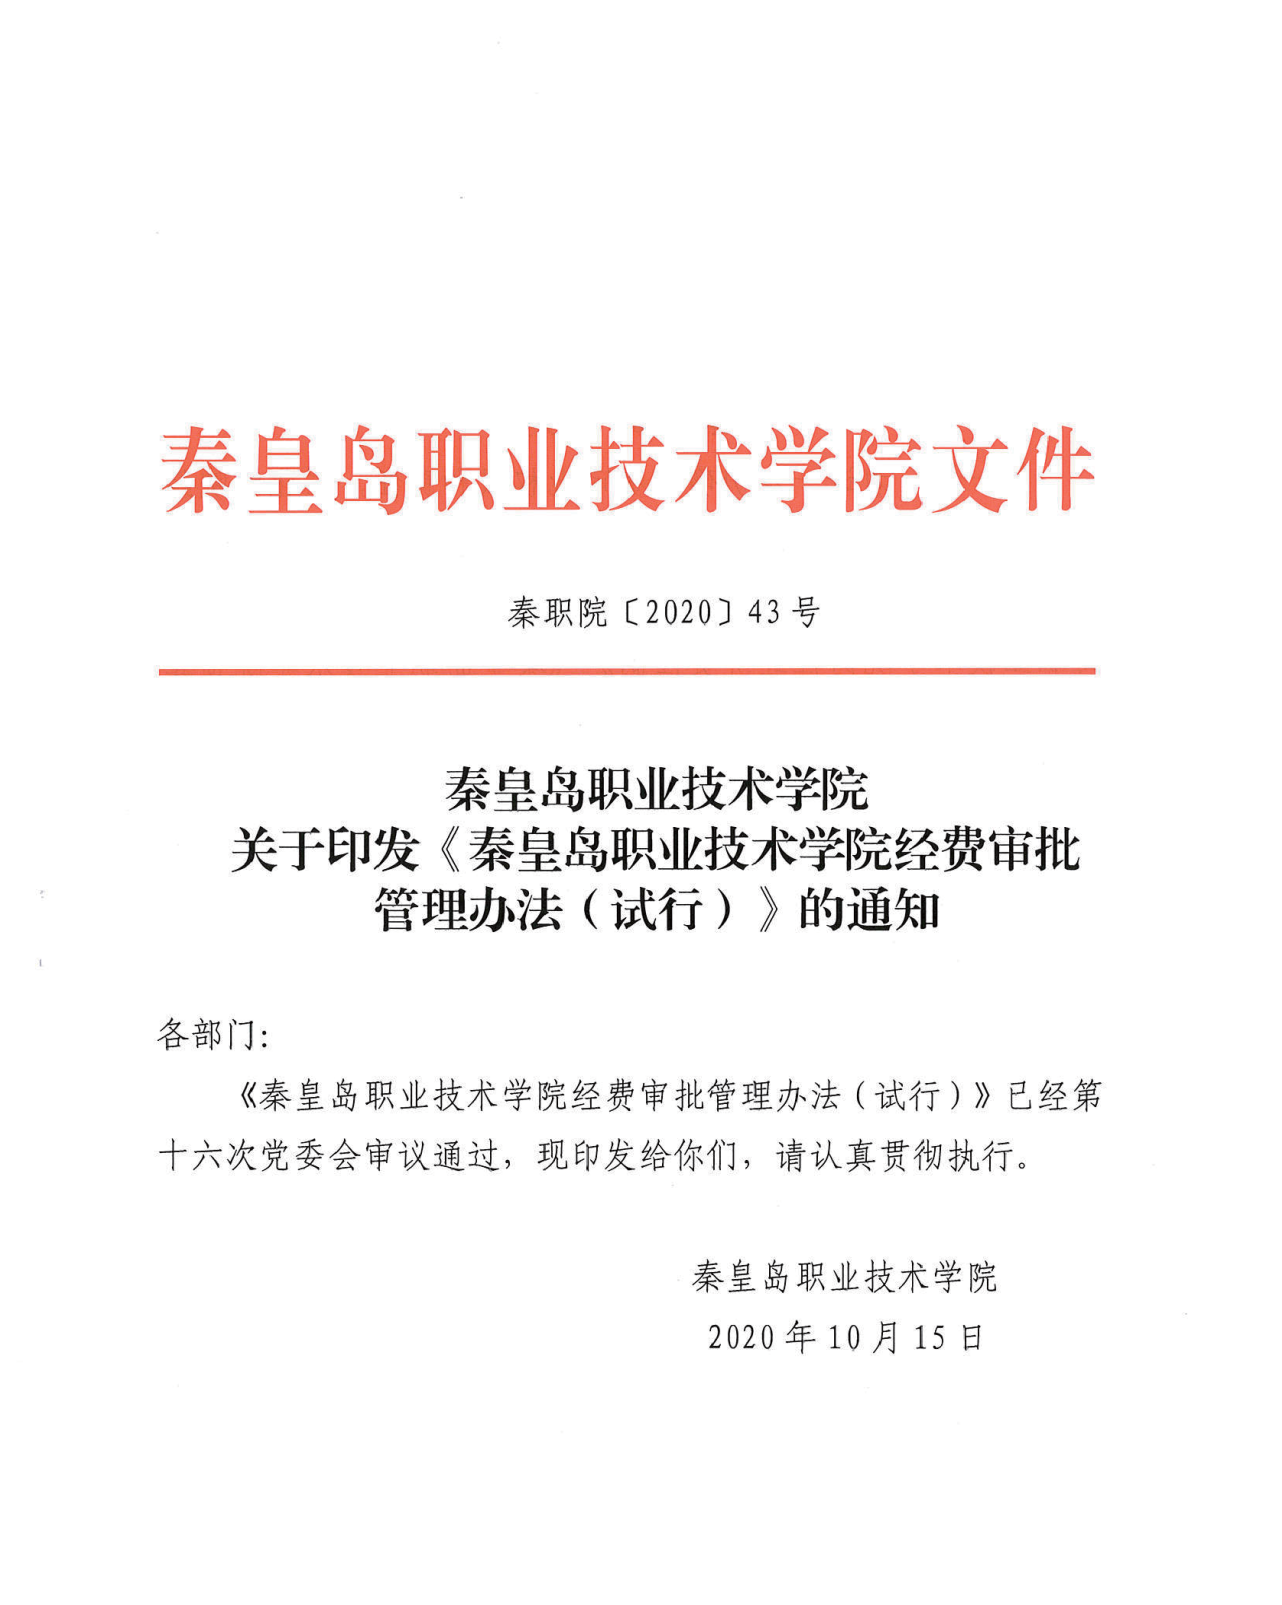 秦皇岛职业技术学院文件
秦职院〔2020〕43号
秦皇岛职业技术学院
关于印发《秦皇岛职业技术学院经费审批
管理办法（试行）》的通知
各部门：
《秦皇岛职业技术学院经费审批管理办法（试行）》已经第
十六次党委会审议通过，现印发给你们，请认真贯彻执行。
秦皇岛职业技术学院
2020年10月15日